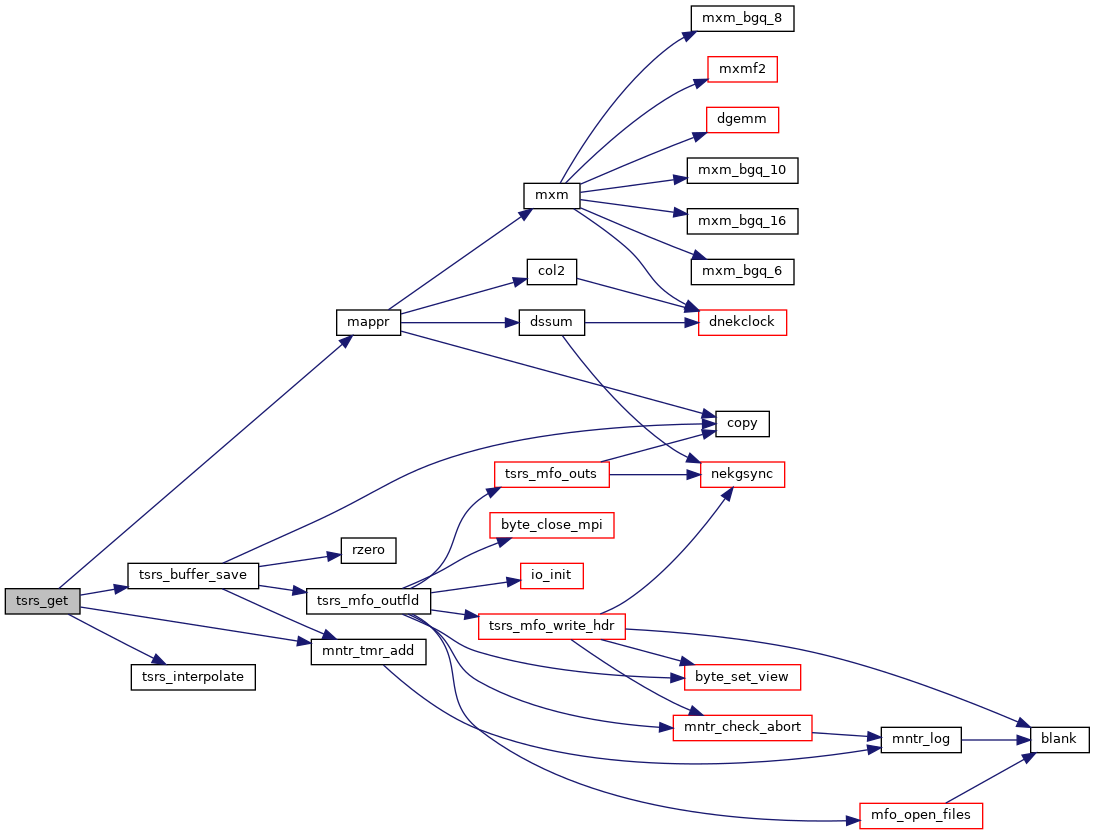 mxm_bgq_8
mxmf2
dgemm
mxm_bgq_10
mxm
mxm_bgq_16
mxm_bgq_6
col2
mappr
dssum
dnekclock
copy
tsrs_mfo_outs
nekgsync
byte_close_mpi
rzero
tsrs_buffer_save
io_init
tsrs_get
tsrs_mfo_outfld
tsrs_mfo_write_hdr
mntr_tmr_add
tsrs_interpolate
byte_set_view
mntr_check_abort
mntr_log
blank
mfo_open_files